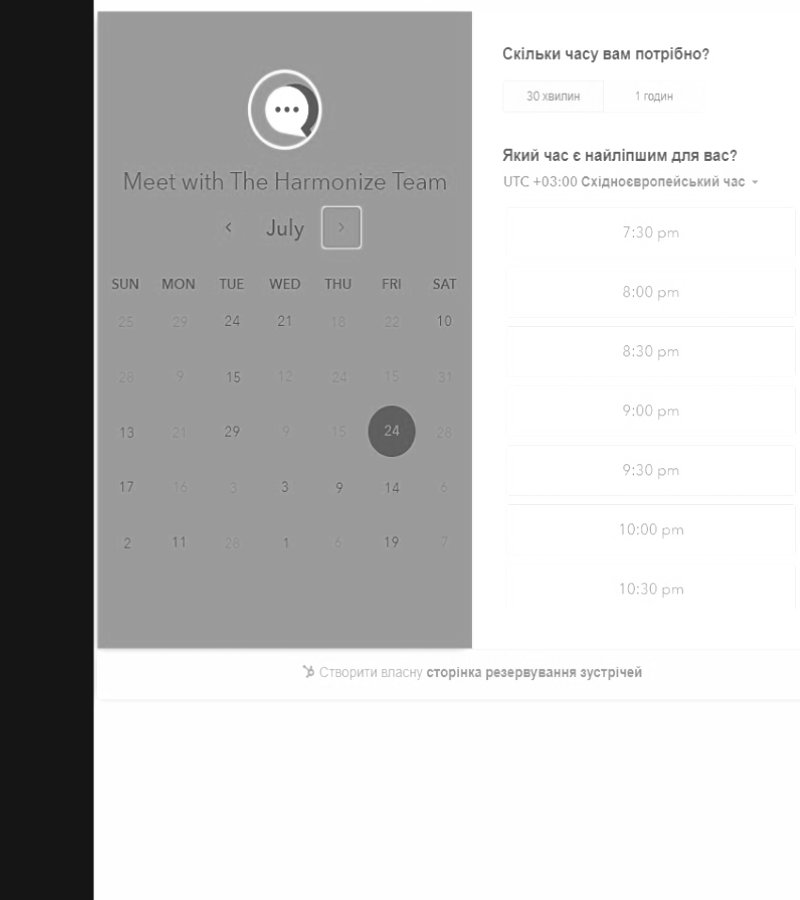 Meet with The Harmonize Team
July
SUN MON TUE WED THU FRI SAT
25 29 24 21 18 22 10
28 9 15 12 24 15 31
13 21 29 9 15 24 28
17 16 3 3 9 14 6
2 11 28 1 6 19 7
Скільки часу вам потрібно?
30 хвилин 1 годин
Який час є найліпшим для вас?
UTC +03:00 Східноєвропейський час
7:30 pm
8:00 pm
8:30 pm
9:00 pm
9:30 pm
10:00 pm
10:30 pm
Створити власну сторінка резервування зустрічей